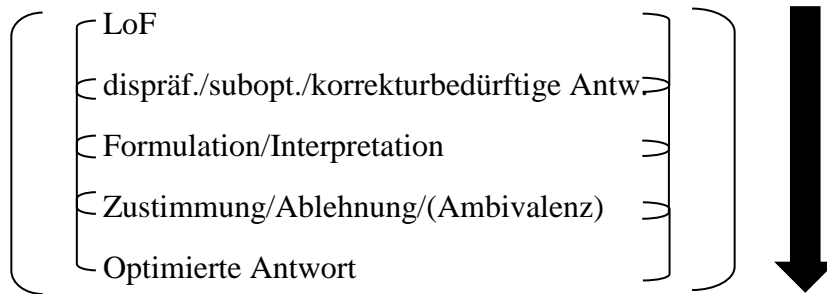 LoF
dispräf./subopt./korrekturbedürftige Antw.
Formulation/Interpretation
Zustimmung/Ablehnung/(Ambivalenz)
Optimierte Antwort